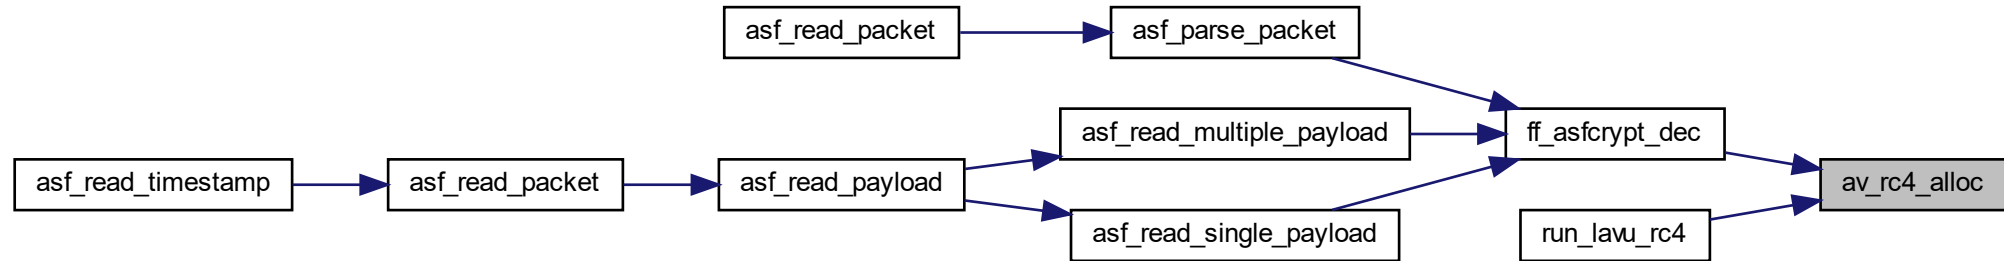 asf_read_packet
asf_parse_packet
asf_read_multiple_payload
ff_asfcrypt_dec
asf_read_timestamp
asf_read_packet
asf_read_payload
av_rc4_alloc
asf_read_single_payload
run_lavu_rc4